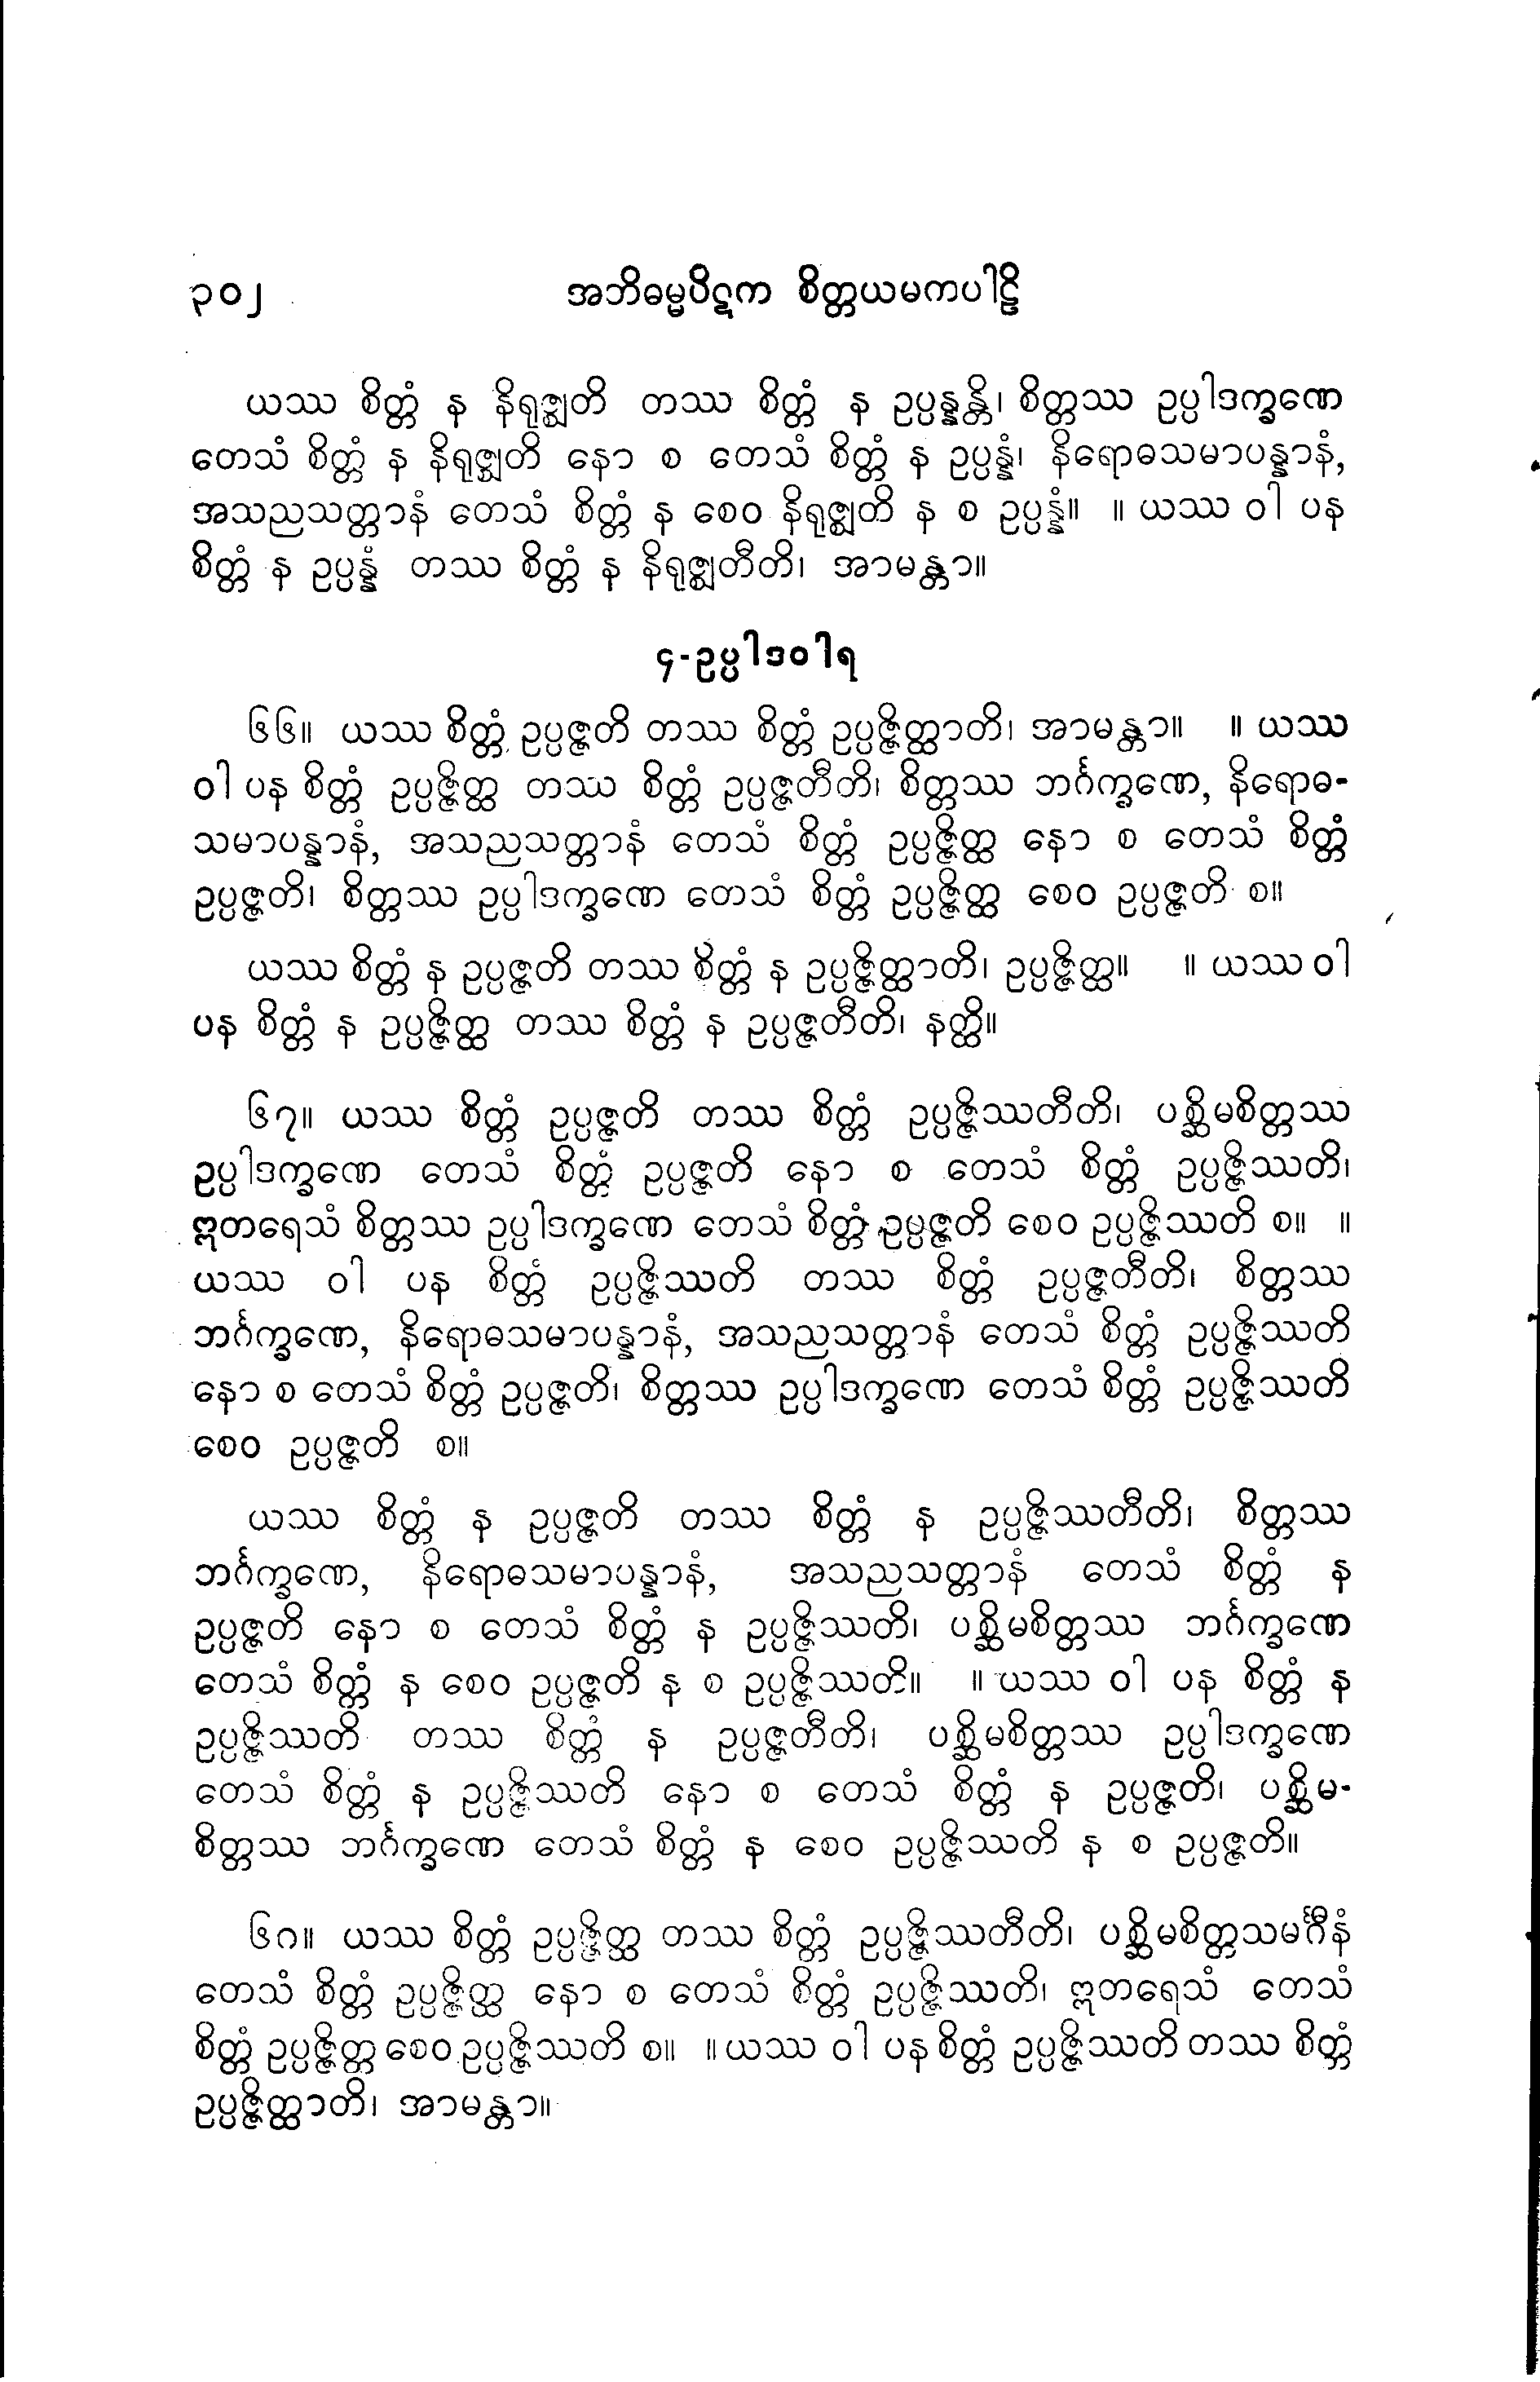 ၃၀၂ အဘိဓမ္မပိဋက စိတ္တယမကပါဠိ
ယဿ စိတ္တံ န နိရုဇ္ဈတိ တဿ စိတ္တံ န ဥပ္ပန္နန္တိ၊ စိတ္တဿ ဥပ္ပါဒက္ခဏေ
တေသံ စိတ္တံ န နိရုဇ္ဈတိ နော စ တေသံ စိတ္တံ န ဥပ္ပန္နံ၊ နိရောဓသမာပန္နာနံ,
အသညသတ္တာနံ တေသံ စိတ္တံ န စေဝ နိရုဇ္ဈတိ န စ ဥပ္ပန္နံ။ ။ ယဿ ဝါ ပန
စိတ္တံ န ဥပ္ပန္နံ တဿ စိတ္တံ န နိရုဇ္ဈတီတိ၊ အာမန္တာ။
၄-ဥပ္ပါဒဝါရ
၆၆။ ယဿ စိတ္တံ ဥပ္ပဇ္ဇတိ တဿ စိတ္တံ ဥပ္ပဇ္ဇိတ္ထာတိ၊ အာမန္တာ။ ။ ယဿ
ဝါ ပန စိတ္တံ ဥပ္ပဇ္ဇိတ္ထ တဿ စိတ္တံ ဥပ္ပဇ္ဇတီတိ၊ စိတ္တဿ ဘင်္ဂက္ခဏေ, နိရောဓ-
သမာပန္နာနံ, အသညသတ္တာနံ တေသံ စိတ္တံ ဥပ္ပဇ္ဇိတ္ထ နော စ တေသံ စိတ္တံ
ဥပ္ပဇ္ဇတိ၊ စိတ္တဿ ဥပ္ပါဒက္ခဏေ တေသံ စိတ္တံ ဥပ္ပဇ္ဇိတ္ထ စေဝ ဥပ္ပဇ္ဇတိ စ။
ယဿ စိတ္တံ န ဥပ္ပဇ္ဇတိ တဿ စိတ္တံ န ဥပ္ပဇ္ဇိတ္ထာတိ၊ ဥပ္ပဇ္ဇိတ္ထ။ ။ ယဿ ဝါ
ပန စိတ္တံ န ဥပ္ပဇ္ဇိတ္ထ တဿ စိတ္တံ န ဥပ္ပဇ္ဇတီတိ၊ နတ္ထိ။
၆၇။ ယဿ စိတ္တံ ဥပ္ပဇ္ဇတိ တဿ စိတ္တံ ဥပ္ပဇ္ဇိဿတီတိ၊ ပစ္ဆိမစိတ္တဿ
ဥပ္ပါဒက္ခဏေ တေသံ စိတ္တံ ဥပ္ပဇ္ဇတိ နော စ တေသံ စိတ္တံ ဥပ္ပဇ္ဇိဿတိ၊
ဣတရေသံ စိတ္တဿ ဥပ္ပါဒက္ခဏေ တေသံ စိတ္တံ ဥပ္ပဇ္ဇတိ စေဝ ဥပ္ပဇ္ဇိဿတိ စ။ ။
ယဿ ဝါ ပန စိတ္တံ ဥပ္ပဇ္ဇိဿတိ တဿ စိတ္တံ ဥပ္ပဇ္ဇတီတိ၊ စိတ္တဿ
ဘင်္ဂက္ခဏေ, နိရောဓသမာပန္နာနံ, အသညသတ္တာနံ တေသံ စိတ္တံ ဥပ္ပဇ္ဇိဿတိ
နော စ တေသံ စိတ္တံ ဥပ္ပဇ္ဇတိ၊ စိတ္တဿ ဥပ္ပါဒက္ခဏေ တေသံ စိတ္တံ ဥပ္ပဇ္ဇိဿတိ
စေဝ ဥပ္ပဇ္ဇတိ စ။
ယဿ စိတ္တံ န ဥပ္ပဇ္ဇတိ တဿ စိတ္တံ န ဥပ္ပဇ္ဇိဿတီတိ၊ စိတ္တဿ
ဘင်္ဂက္ခဏေ, နိရောဓသမာပန္နာနံ, အသညသတ္တာနံ တေသံ စိတ္တံ န
ဥပ္ပဇ္ဇတိ နော စ တေသံ စိတ္တံ န ဥပ္ပဇ္ဇိဿတိ၊ ပစ္ဆိမစိတ္တဿ ဘင်္ဂက္ခဏေ
တေသံ စိတ္တံ န စေဝ ဥပ္ပဇ္ဇတိ န စ ဥပ္ပဇ္ဇိဿတိ။ ။ ယဿ ဝါ ပန စိတ္တံ န
ဥပ္ပဇ္ဇိဿတိ တဿ စိတ္တံ န ဥပ္ပဇ္ဇတီတိ၊ ပစ္ဆိမစိတ္တဿ ဥပ္ပါဒက္ခဏေ
တေသံ စိတ္တံ န ဥပ္ပဇ္ဇိဿတိ နော စ တေသံ စိတ္တံ န ဥပ္ပဇ္ဇတိ၊ ပစ္ဆိမ-
စိတ္တဿ ဘင်္ဂက္ခဏေ တေသံ စိတ္တံ န စေဝ ဥပ္ပဇ္ဇိဿတိ န စ ဥပ္ပဇ္ဇတိ။
၆၈။ ယဿ စိတ္တံ ဥပ္ပဇ္ဇိတ္ထ တဿ စိတ္တံ ဥပ္ပဇ္ဇိဿတီတိ၊ ပစ္ဆိမစိတ္တသမင်္ဂီနံ
တေသံ စိတ္တံ ဥပ္ပဇ္ဇိတ္ထ နော စ တေသံ စိတ္တံ ဥပ္ပဇ္ဇိဿတိ၊ ဣတရေသံ တေသံ
စိတ္တံ ဥပ္ပဇ္ဇိတ္ထ စေဝ ဥပ္ပဇ္ဇိဿတိ စ။ ။ ယဿ ဝါ ပန စိတ္တံ ဥပ္ပဇ္ဇိဿတိ တဿ စိတ္တံ
ဥပ္ပဇ္ဇိတ္ထာတိ၊ အာမန္တာ။